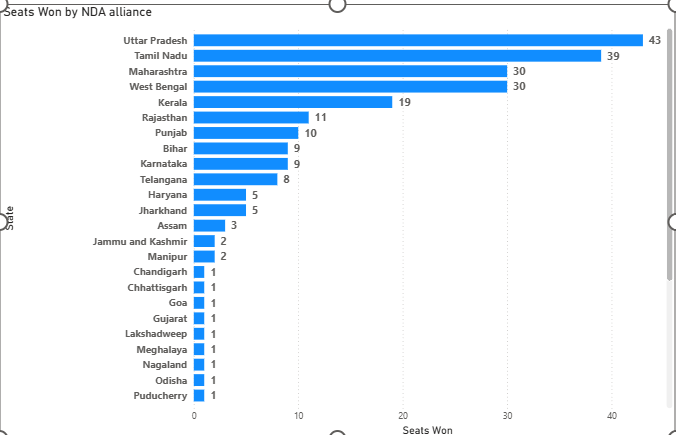 Seats Won by NDA alliance
Uttar Pradesh 43
Tamil Nadu 39
Maharashtra 30
West Bengal 30
Kerala 19
Rajasthan 11
Punjab 10
Bihar 9
Karnataka 9
Telangana 8
Haryana 5
Jharkhand 5
Assam 3
Jammu and Kashmir 2
Manipur 2
Chandigarh 1
Chhattisgarh 1
Goa 1
Gujarat 1
Lakshadweep 1
Meghalaya 1
Nagaland 1
Odisha 1
Puducherry 1
State
0 10 20 30 40
Seats Won